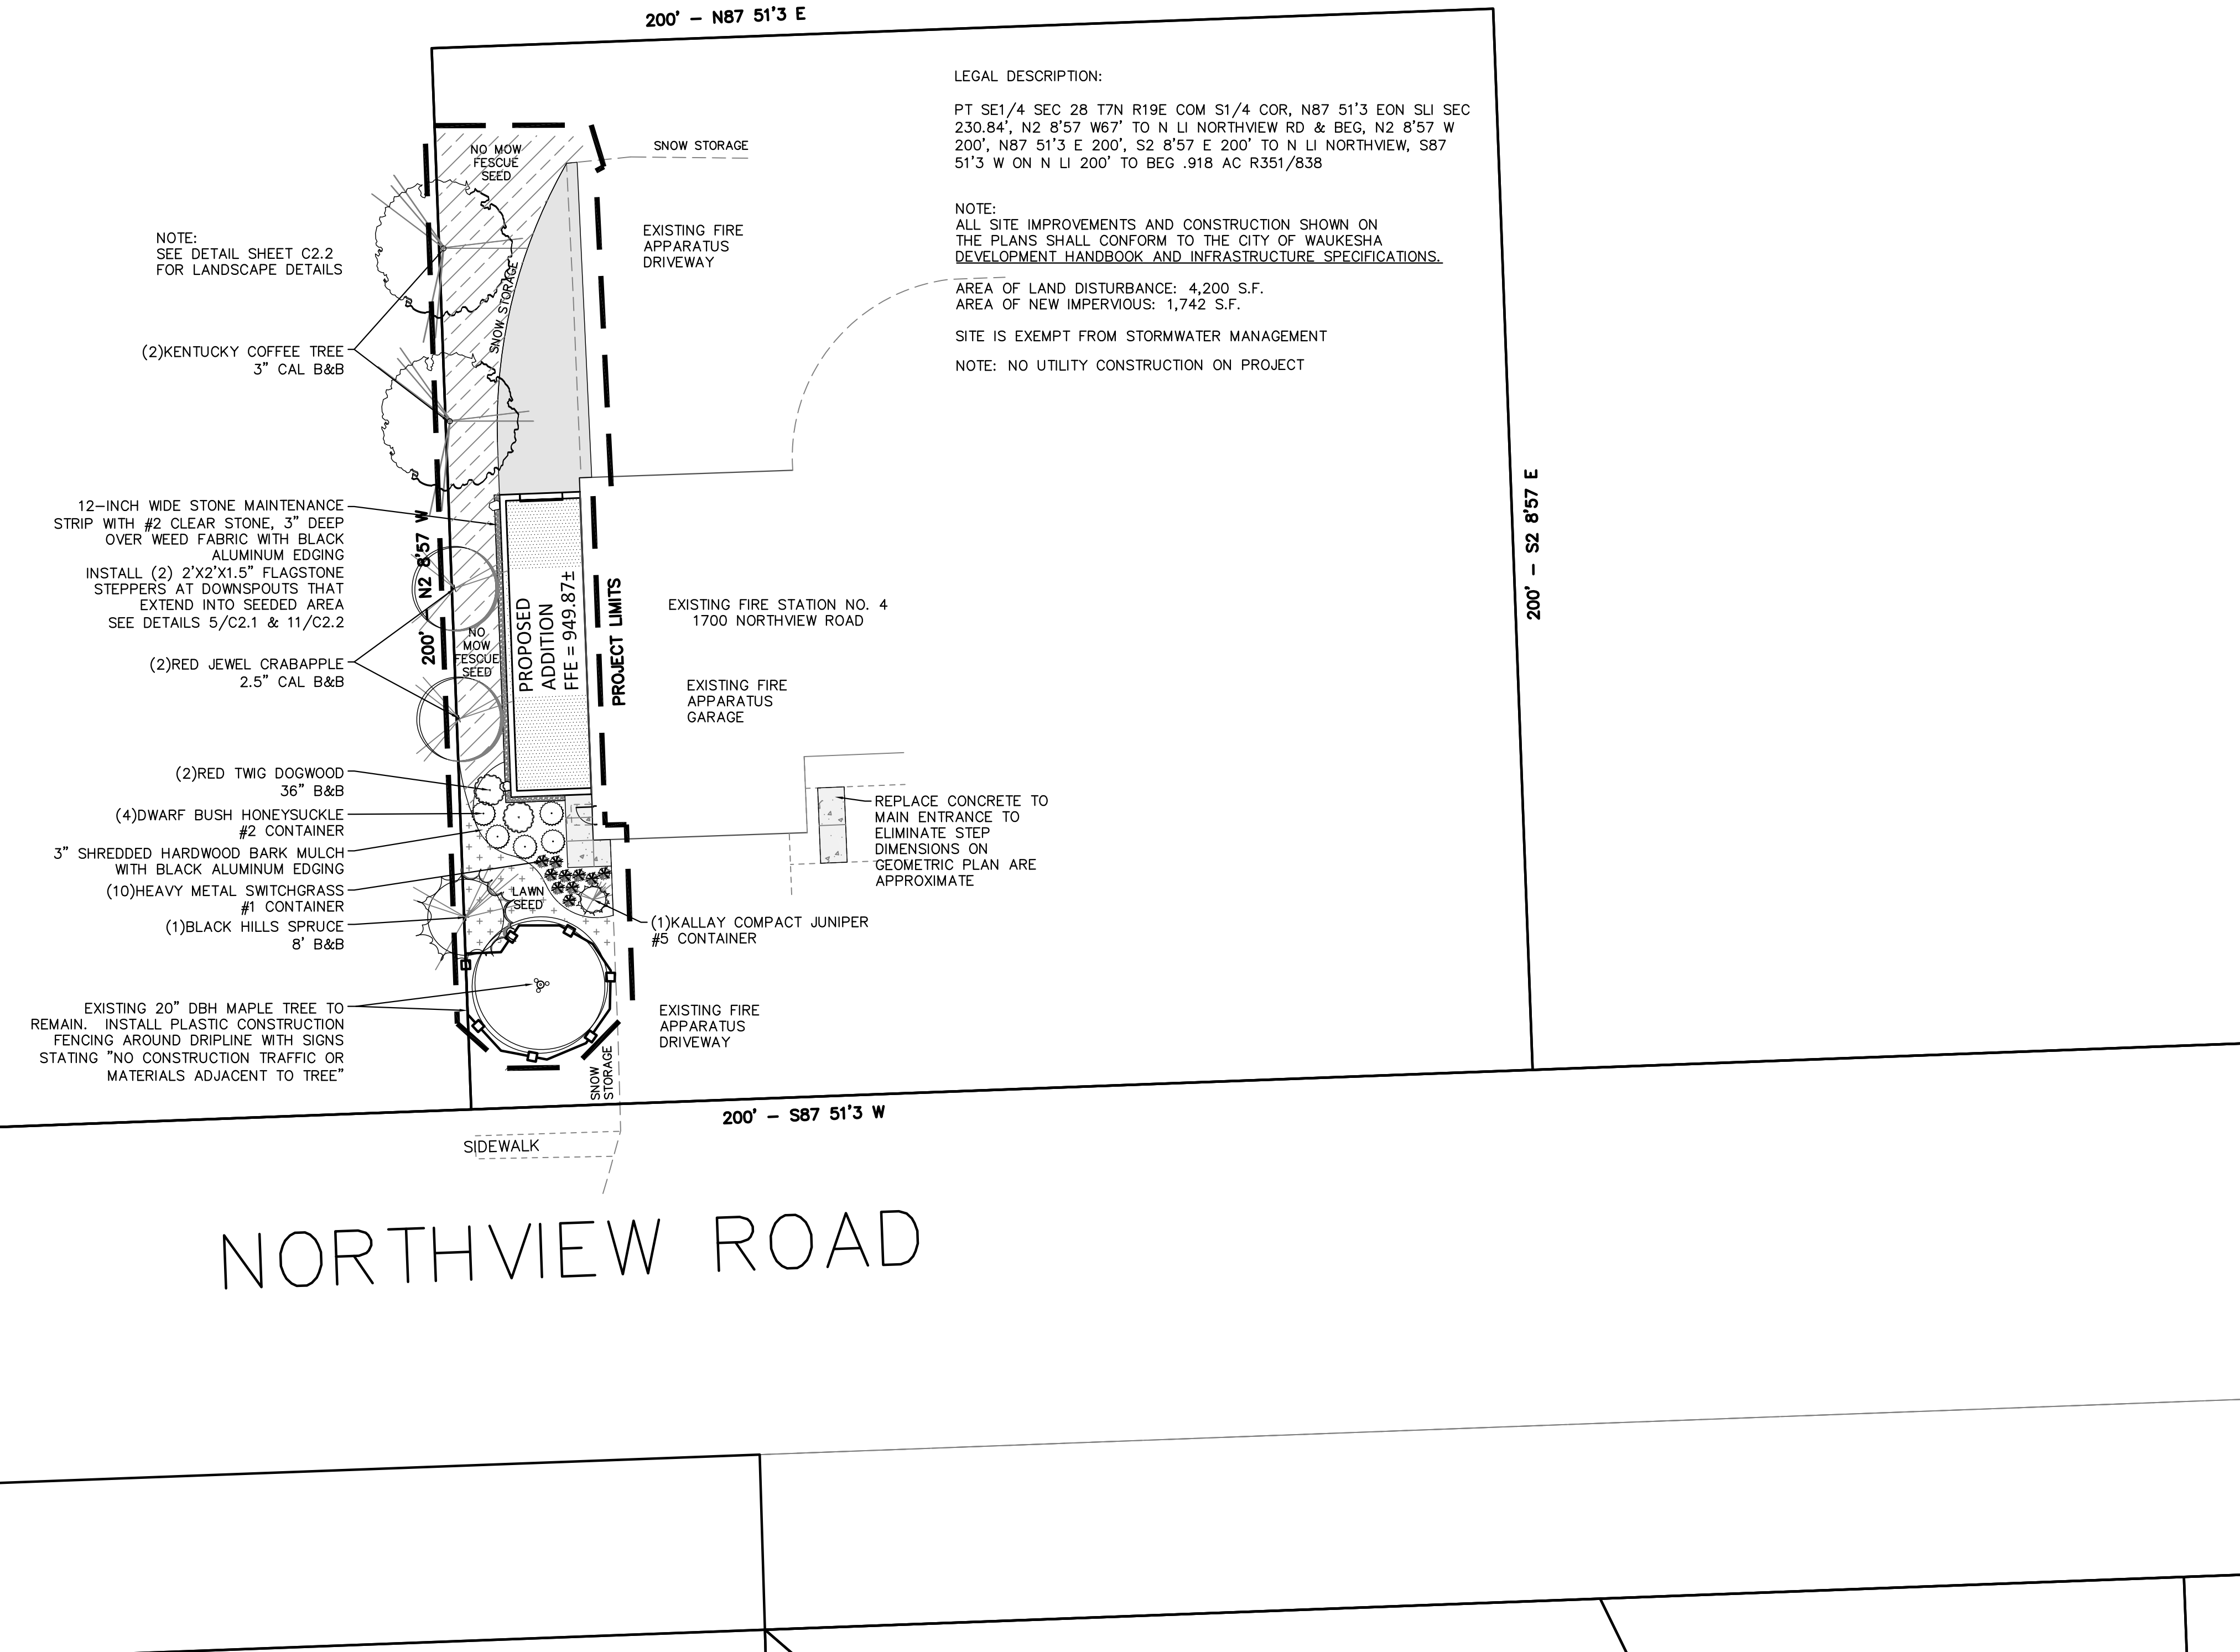 200' – N87 51'3 E
LEGAL DESCRIPTION:
PT SE1/4 SEC 28 T7N R19E COM S1/4 COR, N87 51'3 EON SLI SEC
230.84', N2 8'57 W67' TO N LI NORTHVIEW RD & BEG, N2 8'57 W
200', N87 51'3 E 200', S2 8'57 E 200' TO N LI NORTHVIEW, S87
51'3 W ON N LI 200' TO BEG .918 AC R351/838
NOTE:
ALL SITE IMPROVEMENTS AND CONSTRUCTION SHOWN ON
THE PLANS SHALL CONFORM TO THE CITY OF WAUKESHA
DEVELOPMENT HANDBOOK AND INFRASTRUCTURE SPECIFICATIONS.
AREA OF LAND DISTURBANCE: 4,200 S.F.
AREA OF NEW IMPERVIOUS: 1,742 S.F.
SITE IS EXEMPT FROM STORMWATER MANAGEMENT
NOTE: NO UTILITY CONSTRUCTION ON PROJECT
NO MOW
FESCUE
SEED
SNOW STORAGE
EXISTING FIRE
APPARATUS
DRIVEWAY
SNOW STORAGE
NOTE:
SEE DETAIL SHEET C2.2
FOR LANDSCAPE DETAILS
(2)KENTUCKY COFFEE TREE
3" CAL B&B
12–INCH WIDE STONE MAINTENANCE
STRIP WITH #2 CLEAR STONE, 3" DEEP
OVER WEED FABRIC WITH BLACK
ALUMINUM EDGING
INSTALL (2) 2'X2'X1.5" FLAGSTONE
STEPPERS AT DOWNSPOUTS THAT
EXTEND INTO SEEDED AREA
SEE DETAILS 5/C2.1 & 11/C2.2
(2)RED JEWEL CRABAPPLE
2.5" CAL B&B
(2)RED TWIG DOGWOOD
36" B&B
(4)DWARF BUSH HONEYSUCKLE
#2 CONTAINER
3" SHREDDED HARDWOOD BARK MULCH
WITH BLACK ALUMINUM EDGING
(10)HEAVY METAL SWITCHGRASS
#1 CONTAINER
(1)BLACK HILLS SPRUCE
8' B&B
EXISTING 20" DBH MAPLE TREE TO
REMAIN. INSTALL PLASTIC CONSTRUCTION
FENCING AROUND DRIPLINE WITH SIGNS
STATING "NO CONSTRUCTION TRAFFIC OR
MATERIALS ADJACENT TO TREE"
200' – N2 8'57 W
NO
MOW
FESCUE
SEED
PROPOSED
ADDITION
FFE = 949.87±
PROJECT LIMITS
EXISTING FIRE STATION NO. 4
1700 NORTHVIEW ROAD
EXISTING FIRE
APPARATUS
GARAGE
REPLACE CONCRETE TO
MAIN ENTRANCE TO
ELIMINATE STEP
DIMENSIONS ON
GEOMETRIC PLAN ARE
APPROXIMATE
LAWN
SEED
(1)KALLAY COMPACT JUNIPER
#5 CONTAINER
EXISTING FIRE
APPARATUS
DRIVEWAY
SNOW
STORAGE
200' – S2 8'57 E
200' – S87 51'3 W
SIDEWALK
NORTHVIEW ROAD